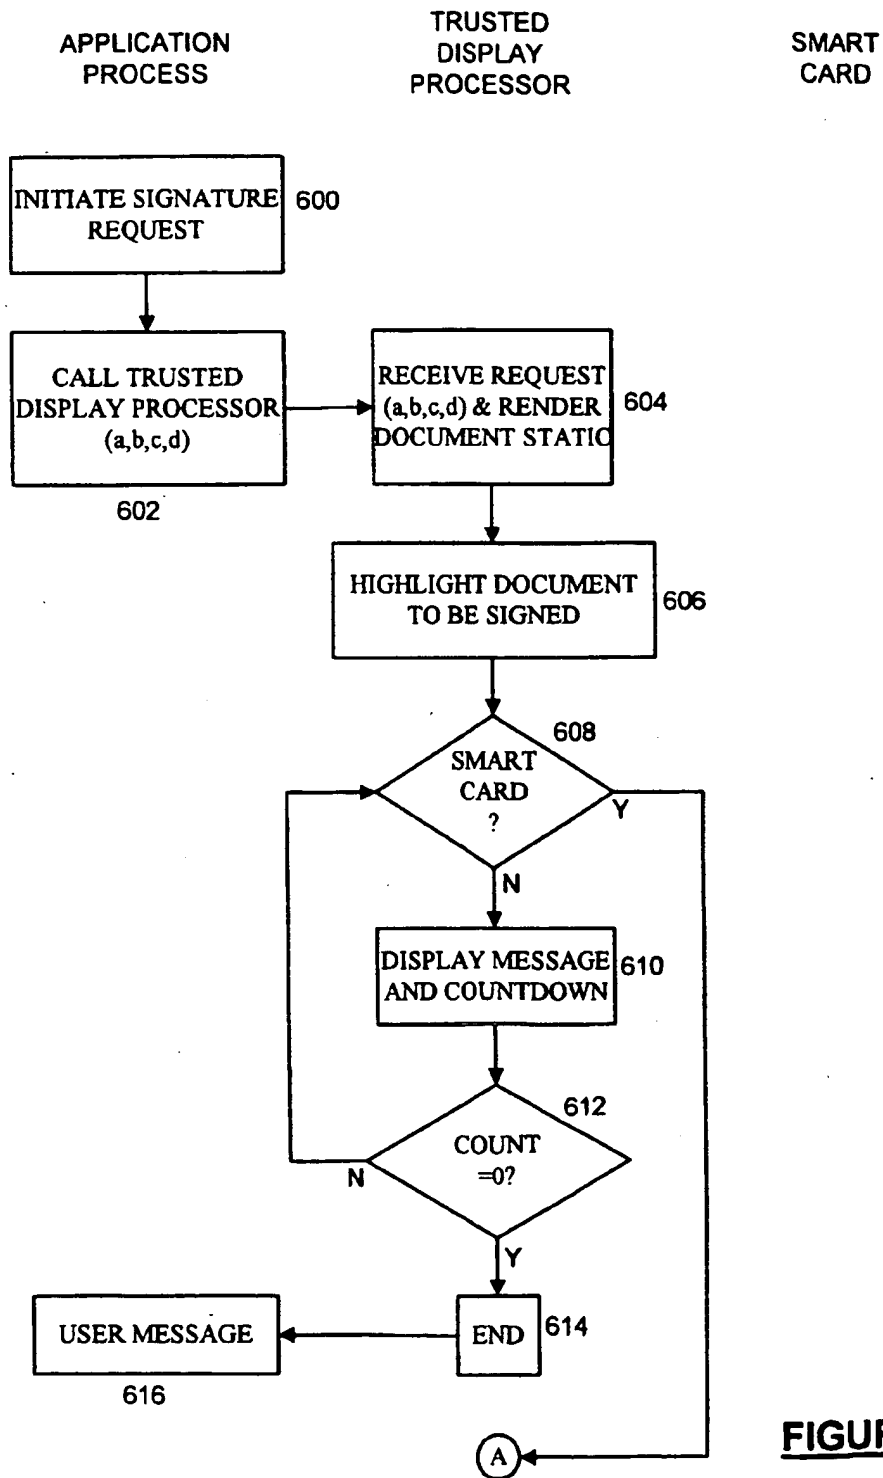 APPLICATION
PROCESS
TRUSTED
DISPLAY
PROCESSOR
SMART
CARD
INITIATE SIGNATURE
REQUEST
600
CALL TRUSTED
DISPLAY PROCESSOR
(a,b,c,d)
602
RECEIVE REQUEST
(a,b,c,d) & RENDER
DOCUMENT STATIC
604
HIGHLIGHT DOCUMENT
TO BE SIGNED
606
608
SMART
CARD
?
Y
N
DISPLAY MESSAGE
AND COUNTDOWN
610
612
COUNT
=0?
N
Y
END
614
USER MESSAGE
616
A